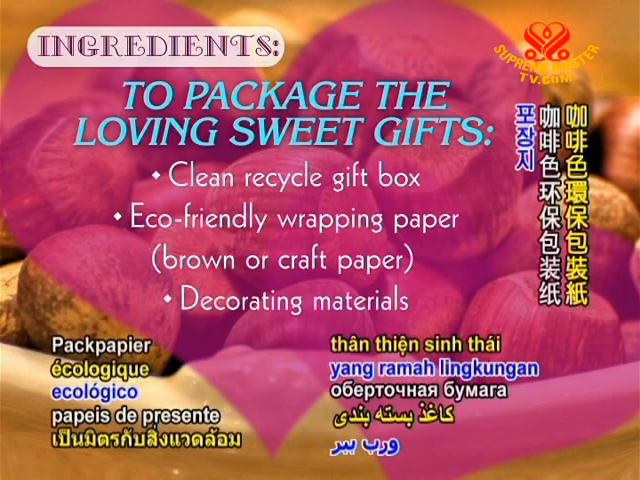 INGREDIENTS:
SUPREME MASTER
TV.COM
TO PACKAGE THE
LOVING SWEET GIFTS:
• Clean recycle gift box
• Eco-friendly wrapping paper
(brown or craft paper)
• Decorating materials
咖啡色環保包裝紙
咖啡色环保包装纸
포장지
Packpapier
écologique
ecológico
papeis de presente
เป็นมิตรกับสิ่งแวดล้อม
thân thiện sinh thái
yang ramah lingkungan
оберточная бумага
کاغذ بسته بندی
ورب ببر